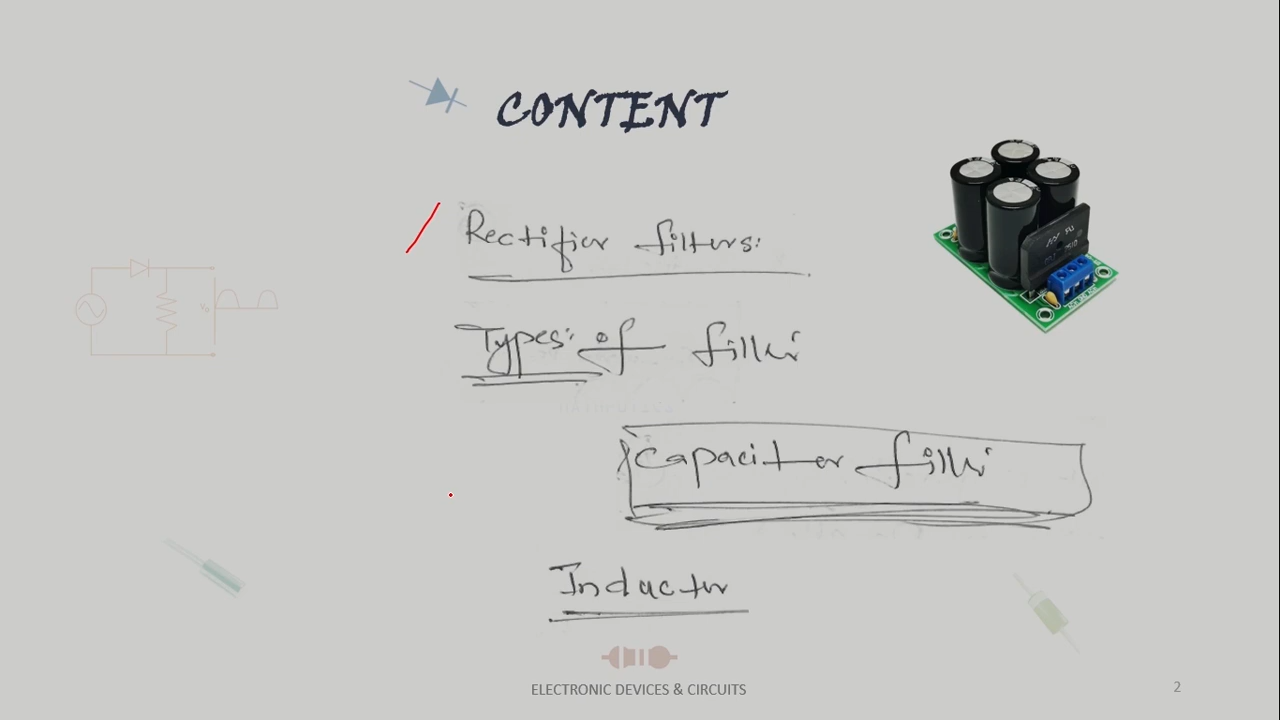 CONTENT
Rectifier filters:
Types: of filter
Capacitor filter
Inductor
ELECTRONIC DEVICES & CIRCUITS
2